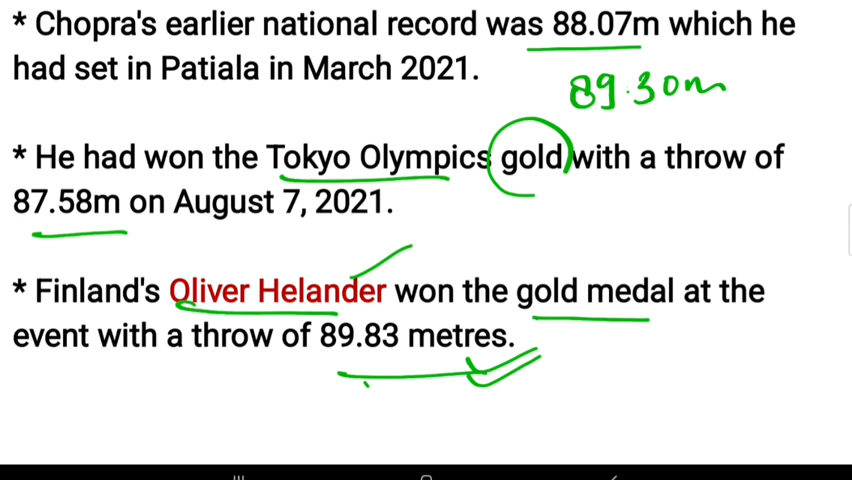 * Chopra's earlier national record was 88.07m which he
had set in Patiala in March 2021.
89.30m
* He had won the Tokyo Olympics gold with a throw of
87.58m on August 7, 2021.
* Finland's Oliver Helander won the gold medal at the
event with a throw of 89.83 metres.